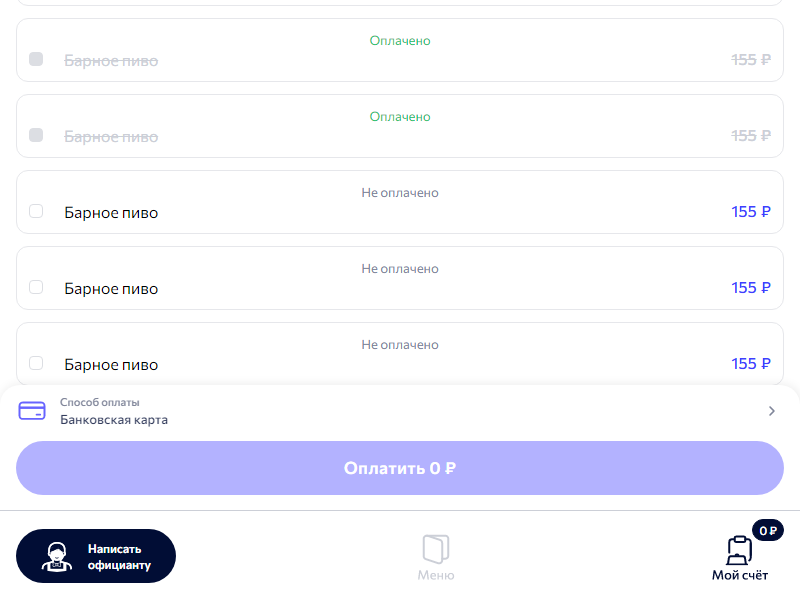 Оплачено
Барное пиво 155 ₽
Оплачено
Барное пиво 155 ₽
Не оплачено
Барное пиво 155 ₽
Не оплачено
Барное пиво 155 ₽
Не оплачено
Барное пиво 155 ₽
Способ оплаты
Банковская карта
Оплатить 0 ₽
Написать
официанту
Меню
0 ₽
Мой счёт